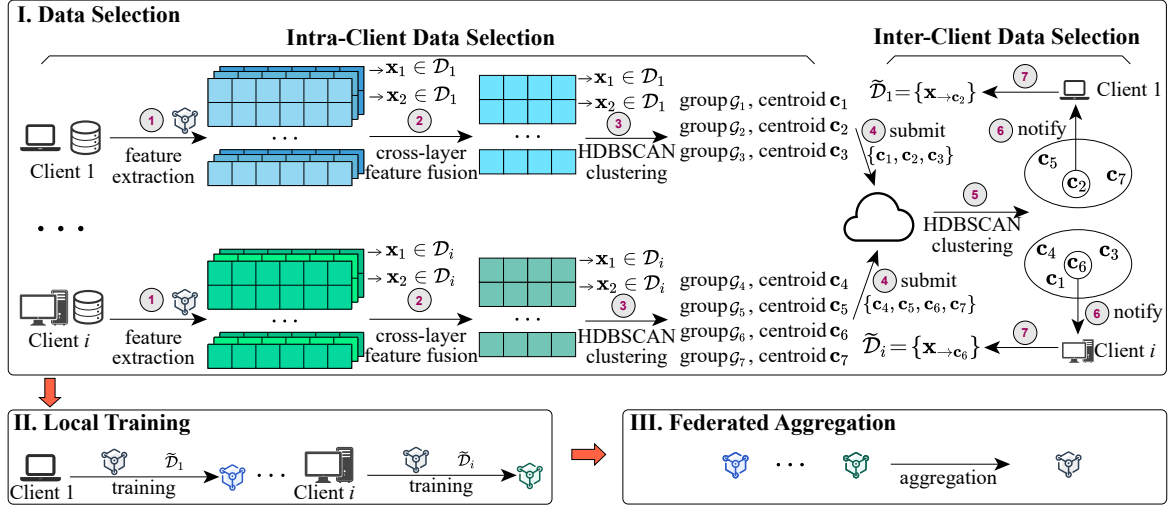 I. Data Selection
Intra-Client Data Selection
Inter-Client Data Selection
1
feature
extraction
Client 1
→x₁ ∈ 𝒟₁
→x₂ ∈ 𝒟₁
...
2
cross-layer
feature fusion
→x₁ ∈ 𝒟₁
→x₂ ∈ 𝒟₁
...
3
HDBSCAN
clustering
group 𝒢₁, centroid c₁
group 𝒢₂, centroid c₂
group 𝒢₃, centroid c₃
4 submit
{c₁, c₂, c₃}
5
HDBSCAN
clustering
𝒟̃₁={x→c₂}
7
Client 1
6 notify
c₅
c₂
c₇
...
1
feature
extraction
Client i
→x₁ ∈ 𝒟ᵢ
→x₂ ∈ 𝒟ᵢ
...
2
cross-layer
feature fusion
→x₁ ∈ 𝒟ᵢ
→x₂ ∈ 𝒟ᵢ
...
3
HDBSCAN
clustering
group 𝒢₄, centroid c₄
group 𝒢₅, centroid c₅
group 𝒢₆, centroid c₆
group 𝒢₇, centroid c₇
4 submit
{c₄, c₅, c₆, c₇}
c₄
c₆
c₃
c₁
6 notify
𝒟̃ᵢ={x→c₆}
7
Client i
II. Local Training
Client 1
𝒟̃₁
training
...
Client i
𝒟̃ᵢ
training
III. Federated Aggregation
...
aggregation